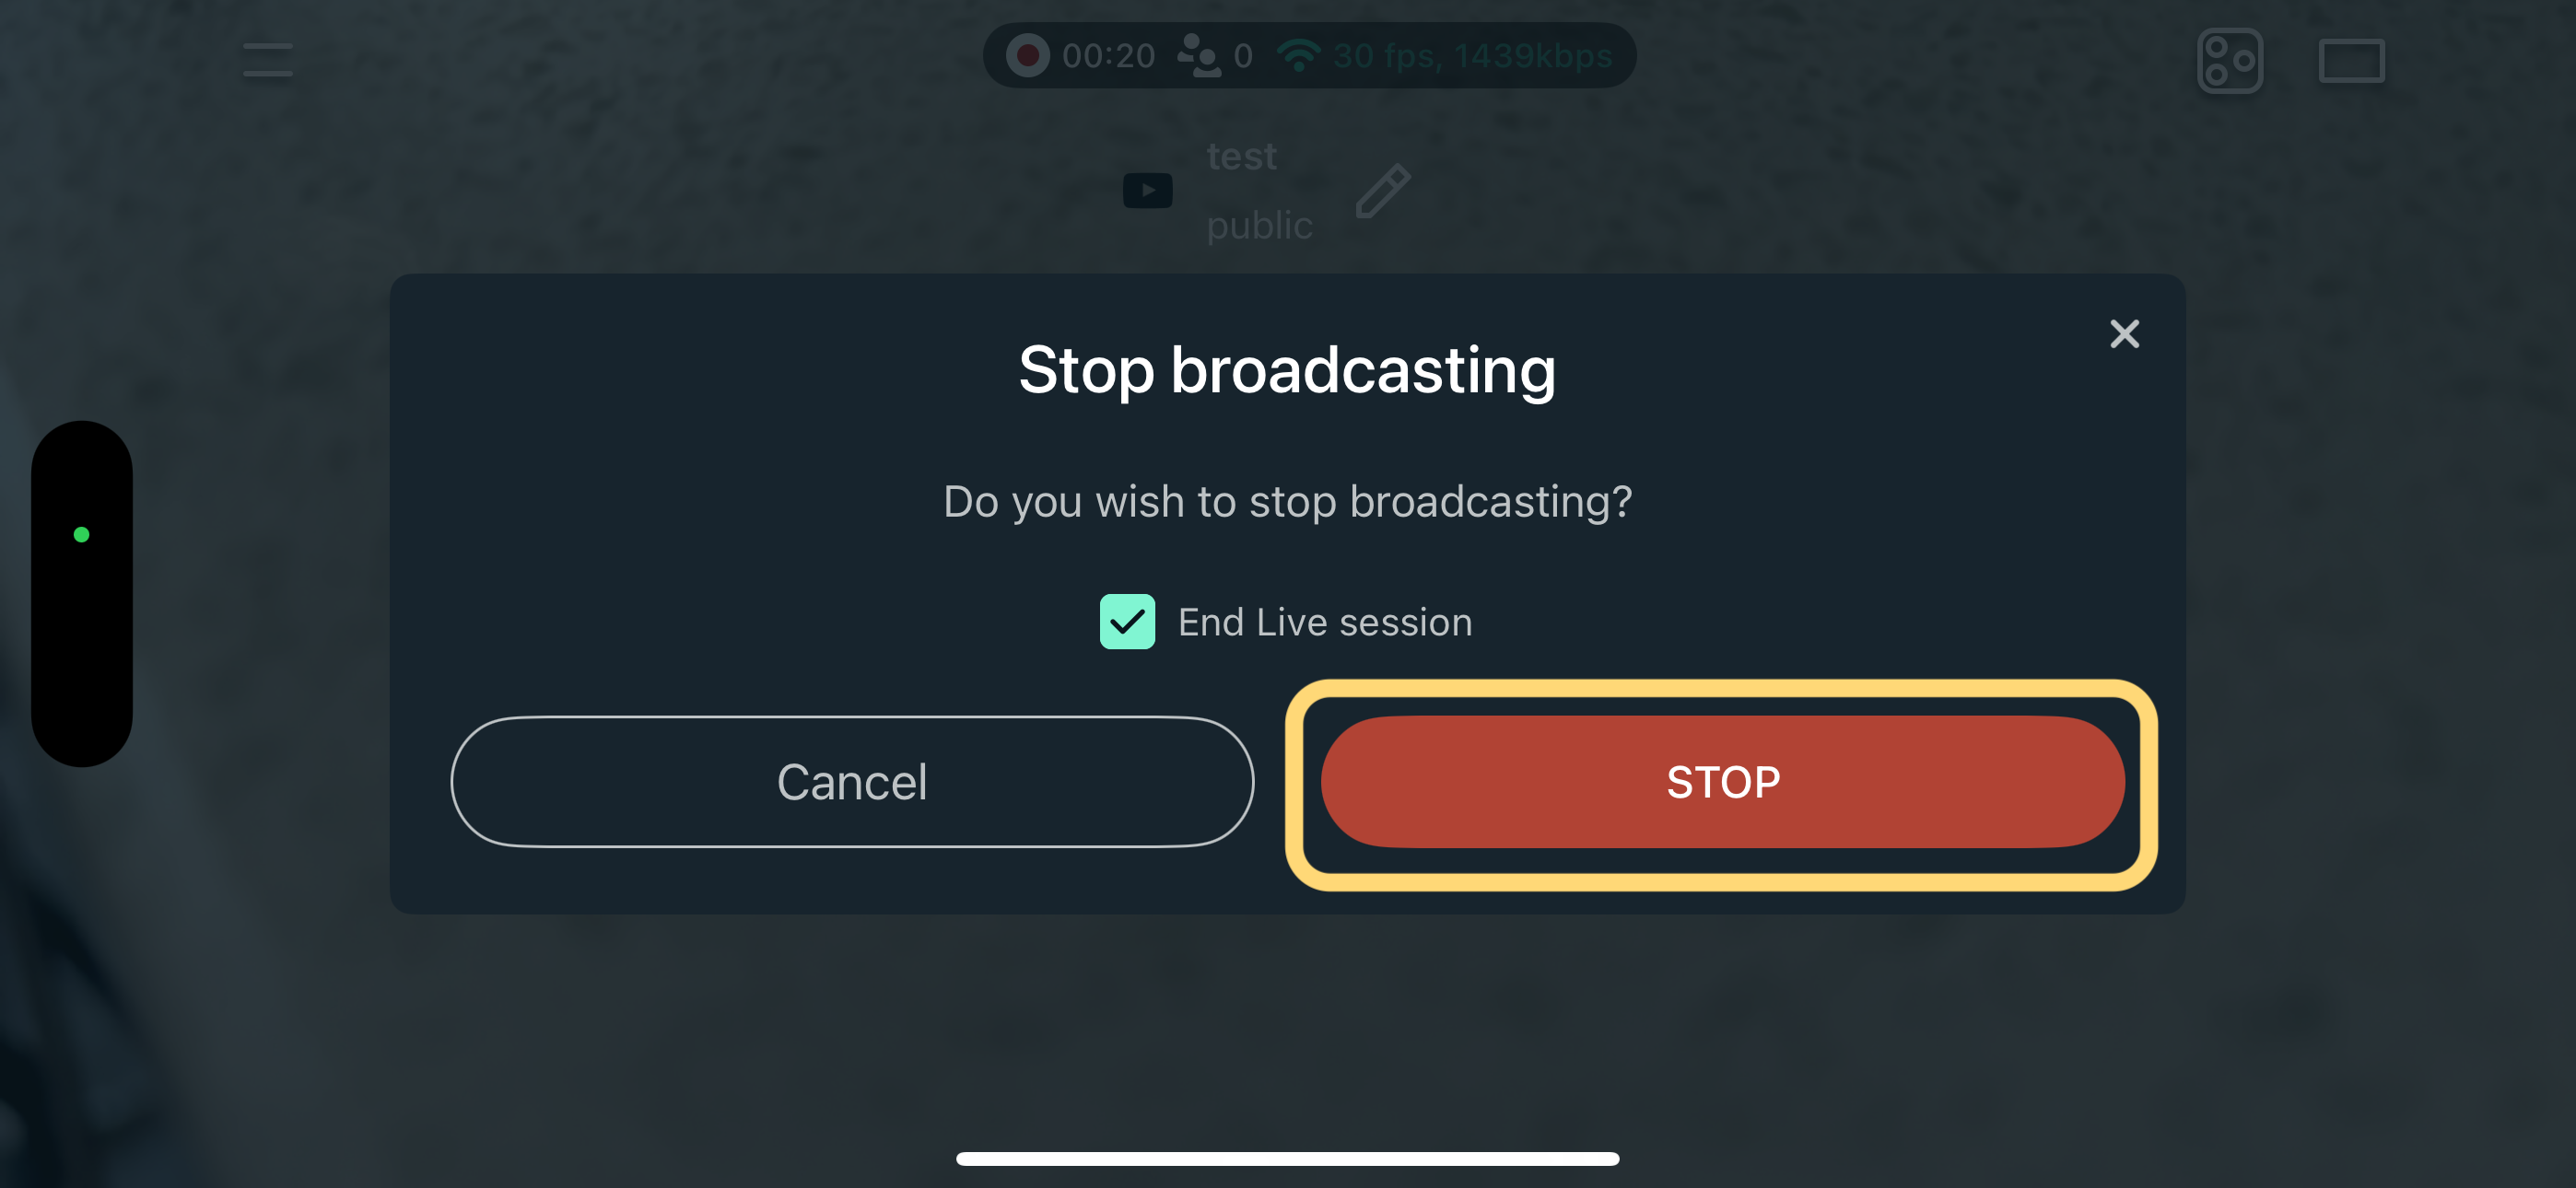 00:20 0 30 fps, 1439kbps
test
public
Stop broadcasting
Do you wish to stop broadcasting?
End Live session
Cancel
STOP